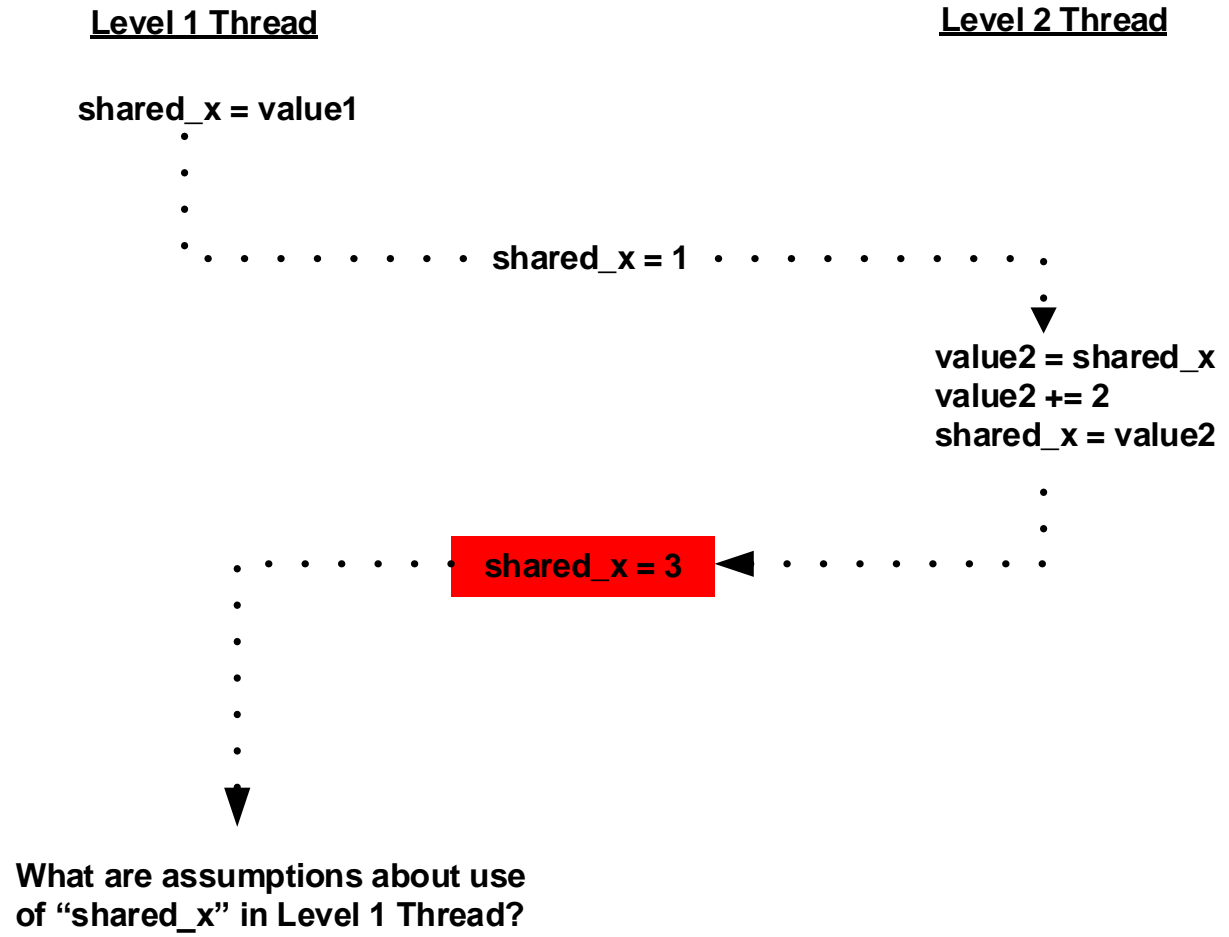 Level 1 Thread
Level 2 Thread
shared_x = value1
shared_x = 1
value2 = shared_x
value2 += 2
shared_x = value2
shared_x = 3
What are assumptions about use
of “shared_x” in Level 1 Thread?